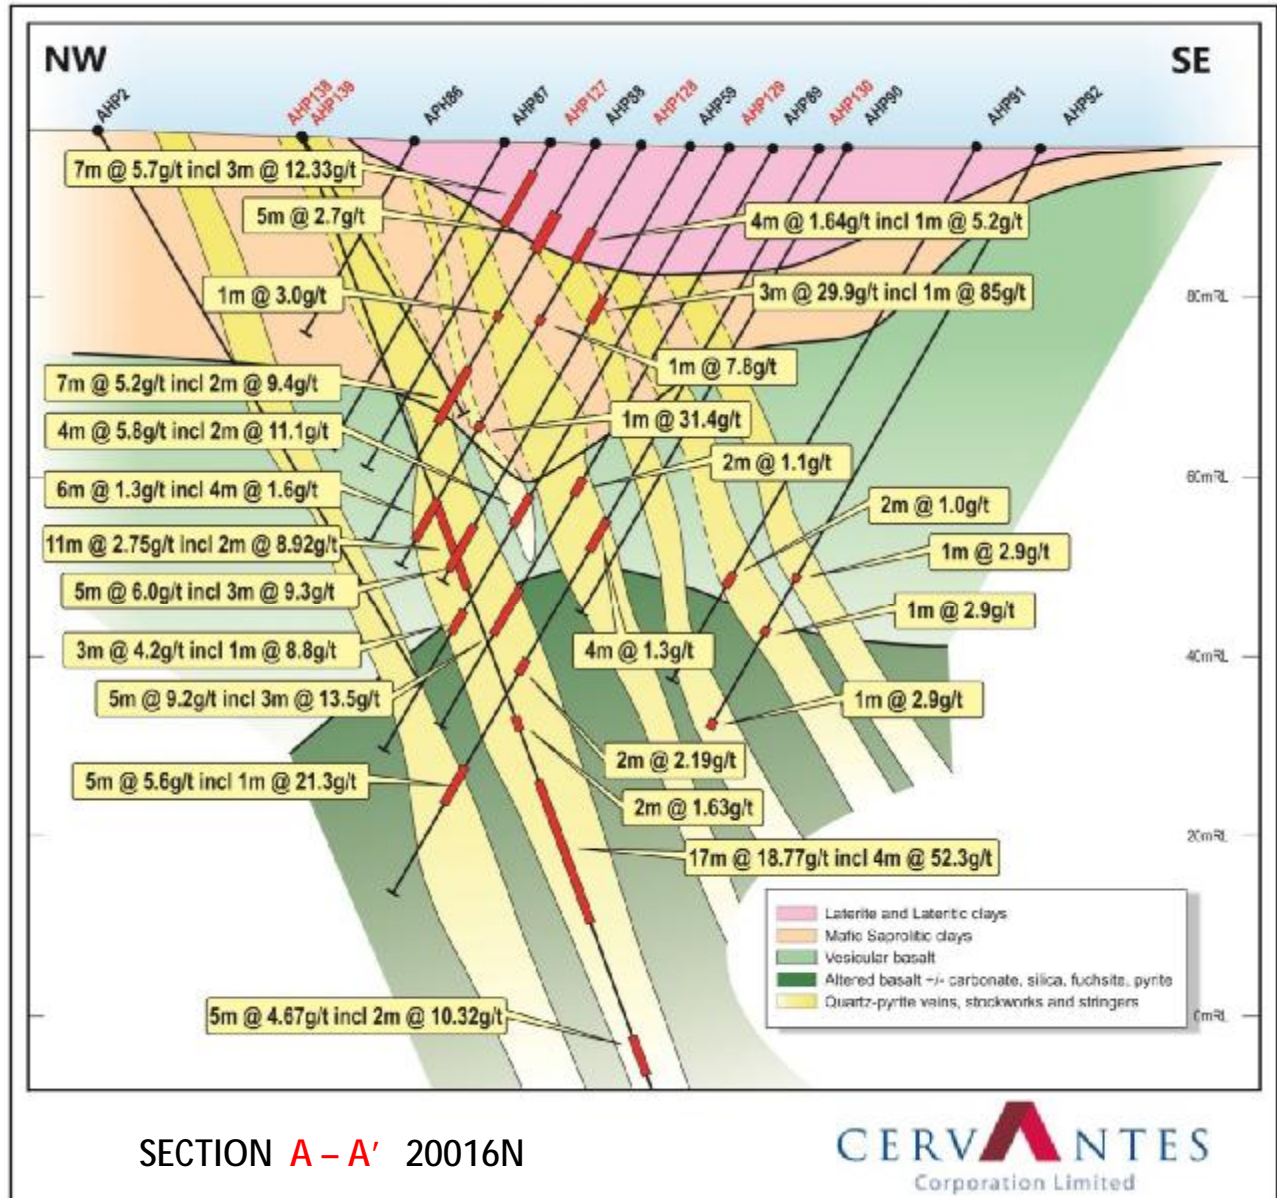 NW
SE
AHP2
AHP138
AHP139
APH86
AHP87
AHP127
AHP88
AHP128
AHP59
AHP129
AHP89
AHP130
AHP90
AHP91
AHP92
7m @ 5.7g/t incl 3m @ 12.33g/t
5m @ 2.7g/t
4m @ 1.64g/t incl 1m @ 5.2g/t
1m @ 3.0g/t
3m @ 29.9g/t incl 1m @ 85g/t
80mRL
1m @ 7.8g/t
7m @ 5.2g/t incl 2m @ 9.4g/t
4m @ 5.8g/t incl 2m @ 11.1g/t
1m @ 31.4g/t
2m @ 1.1g/t
60mRL
6m @ 1.3g/t incl 4m @ 1.6g/t
2m @ 1.0g/t
11m @ 2.75g/t incl 2m @ 8.92g/t
1m @ 2.9g/t
5m @ 6.0g/t incl 3m @ 9.3g/t
1m @ 2.9g/t
3m @ 4.2g/t incl 1m @ 8.8g/t
4m @ 1.3g/t
40mRL
5m @ 9.2g/t incl 3m @ 13.5g/t
1m @ 2.9g/t
2m @ 2.19g/t
5m @ 5.6g/t incl 1m @ 21.3g/t
2m @ 1.63g/t
20mRL
17m @ 18.77g/t incl 4m @ 52.3g/t
Laterite and Lateritic clays
Mafic Saprolitic clays
Vesicular basalt
Altered basalt +/- carbonate, silica, fuchsite, pyrite
Quartz-pyrite veins, stockworks and stringers
0mRL
5m @ 4.67g/t incl 2m @ 10.32g/t
SECTION A – A' 20016N
CERVANTES
Corporation Limited